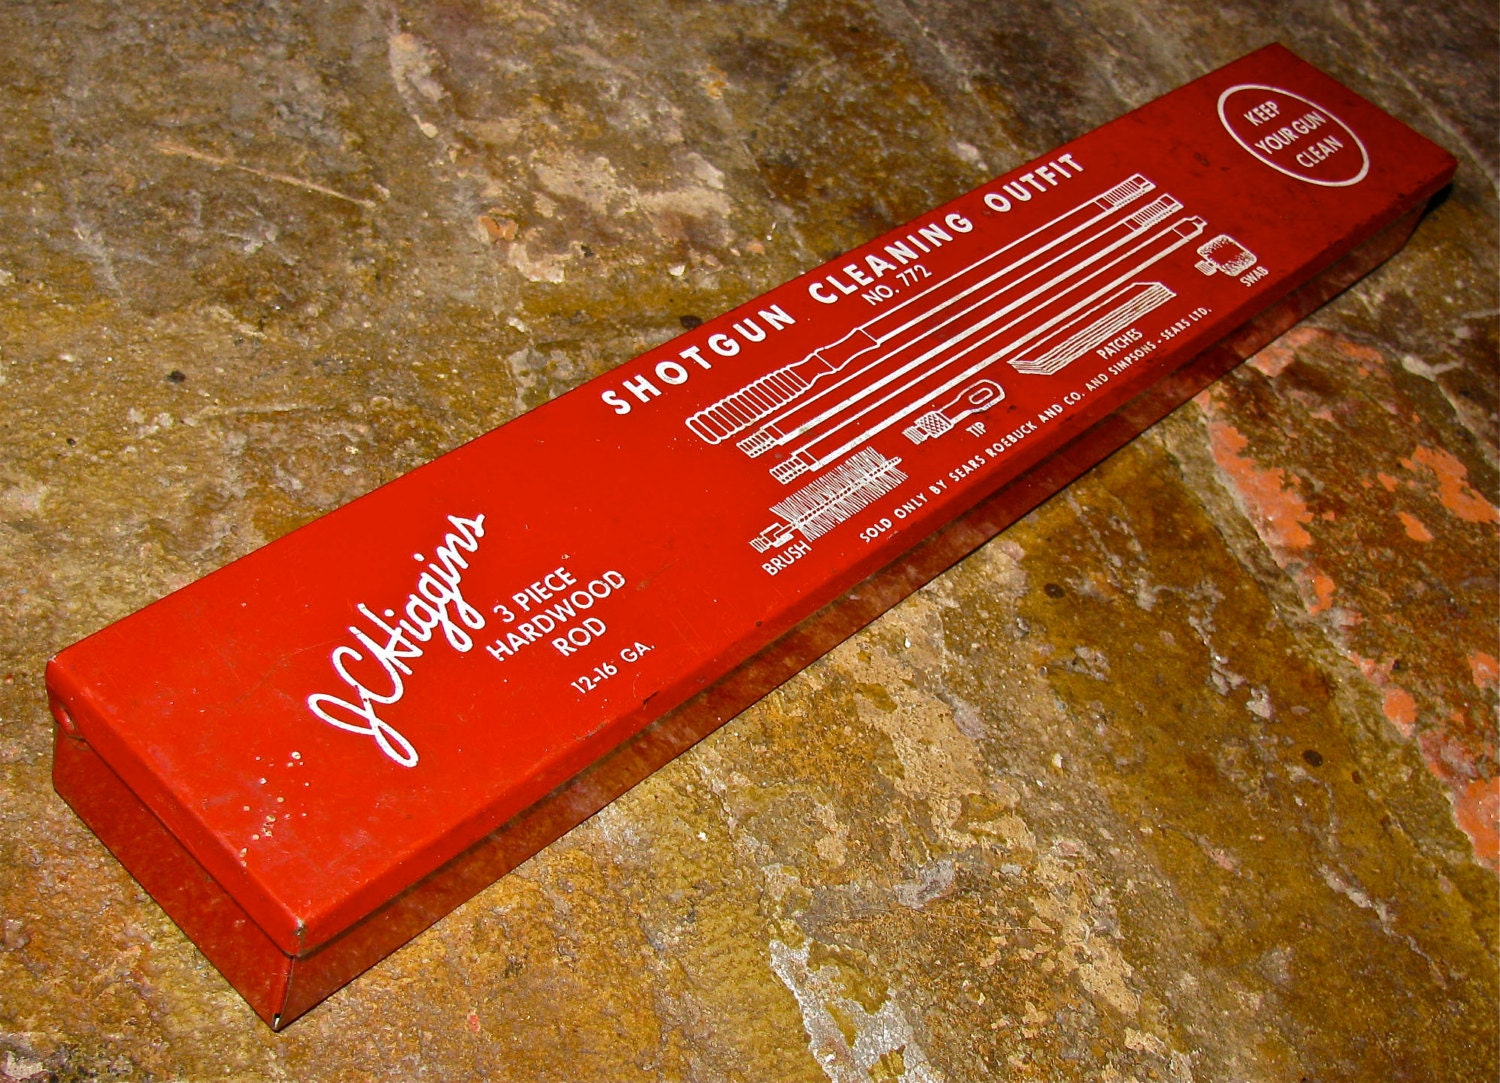 J.C. Higgins
3 PIECE
HARDWOOD
ROD
12-16 GA.
SHOTGUN CLEANING OUTFIT
NO. 772
BRUSH
TIP
PATCHES
SWAB
SOLD ONLY BY SEARS ROEBUCK AND CO. AND SIMPSONS-SEARS LTD.
KEEP
YOUR GUN
CLEAN